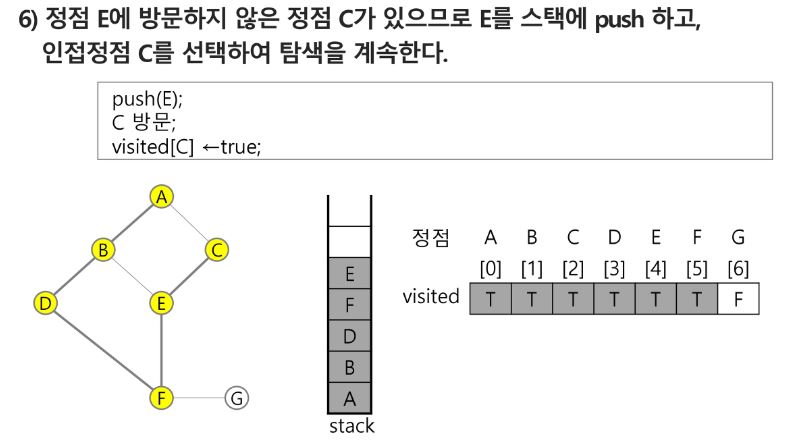 6) 정점 E에 방문하지 않은 정점 C가 있으므로 E를 스택에 push 하고,
인접정점 C를 선택하여 탐색을 계속한다.
push(E);
C 방문;
visited[C] ←true;
A
B
C
D
E
F
G
E
F
D
B
A
stack
정점 A B C D E F G
[0] [1] [2] [3] [4] [5] [6]
visited T T T T T T F